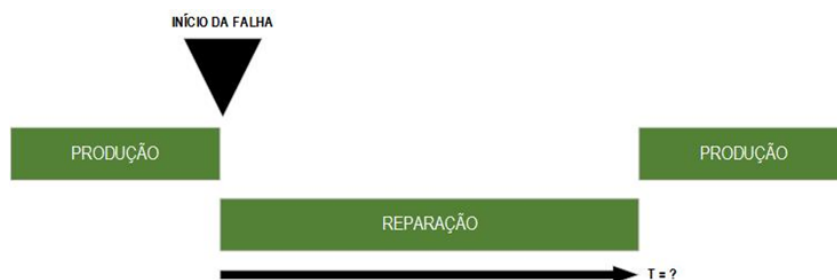 INÍCIO DA FALHA
PRODUÇÃO
PRODUÇÃO
REPARAÇÃO
T = ?